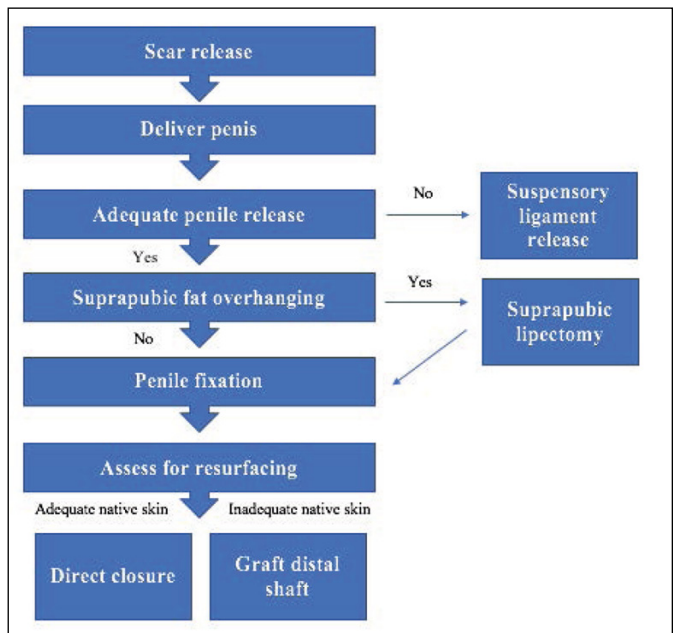 Scar release
Deliver penis
Adequate penile release
No
Suspensory
ligament
release
Yes
Suprapubic fat overhanging
Yes
Suprapubic
lipectomy
No
Penile fixation
Assess for resurfacing
Adequate native skin
Inadequate native skin
Direct closure
Graft distal
shaft